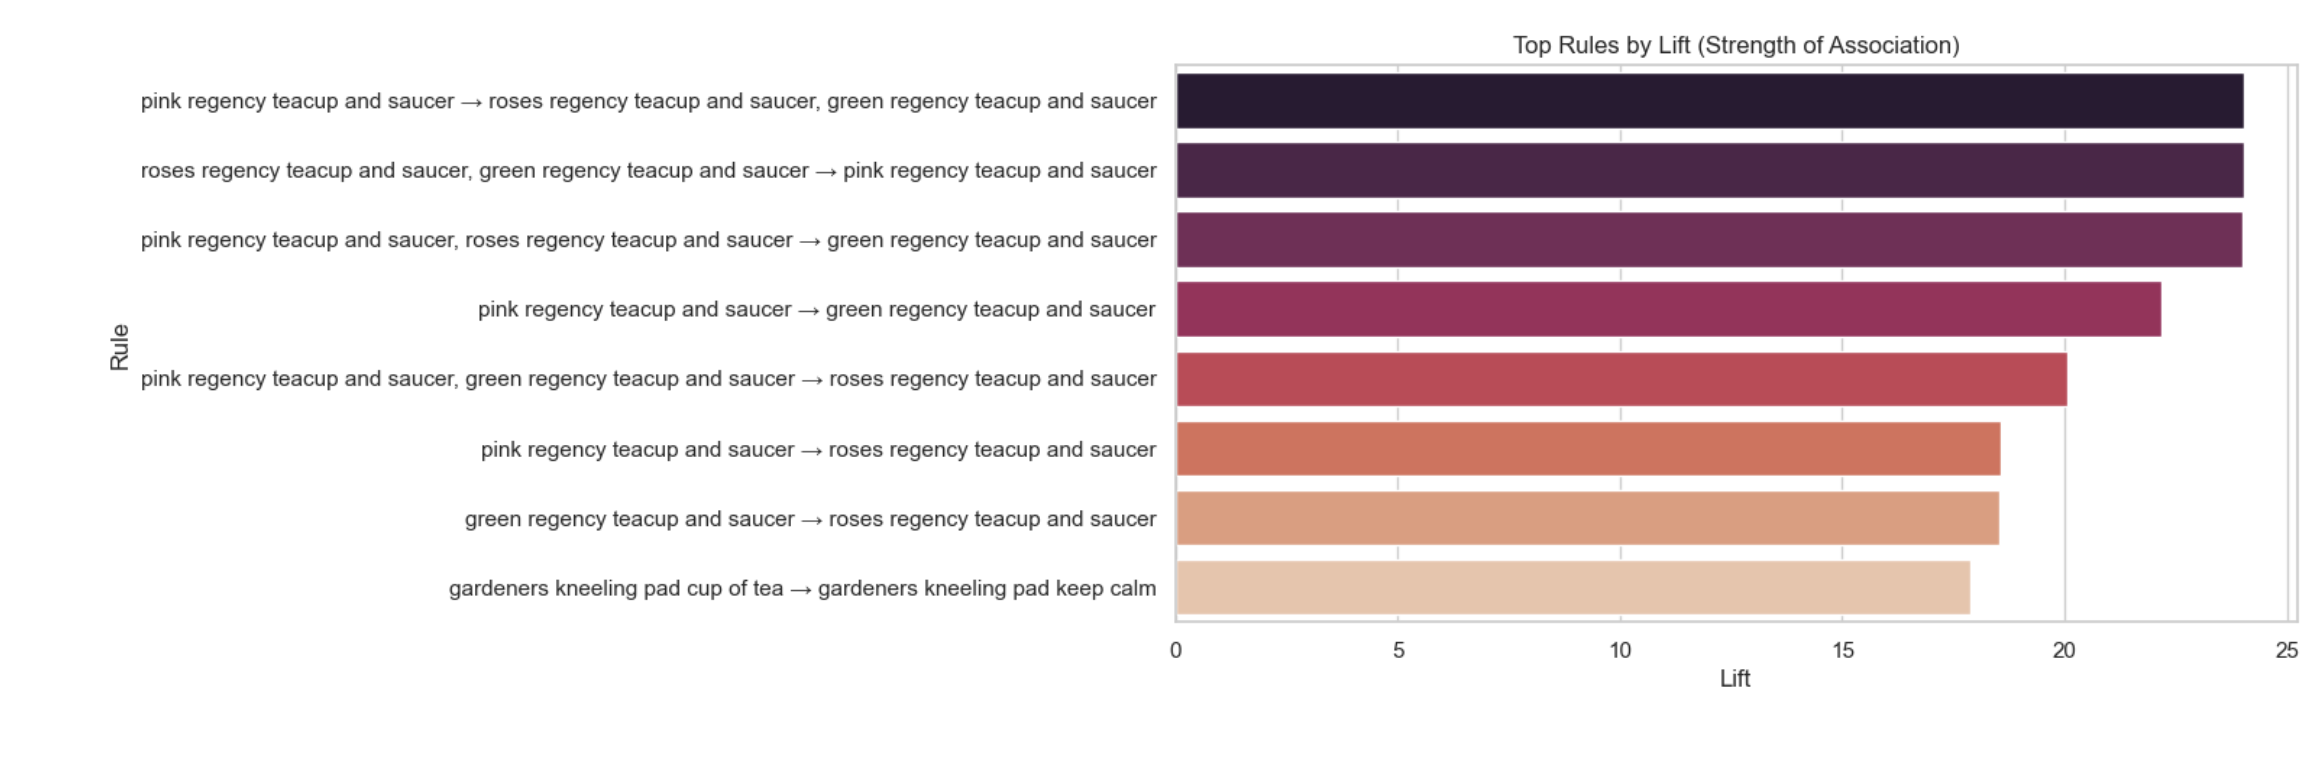 Top Rules by Lift (Strength of Association)
pink regency teacup and saucer → roses regency teacup and saucer, green regency teacup and saucer
roses regency teacup and saucer, green regency teacup and saucer → pink regency teacup and saucer
pink regency teacup and saucer, roses regency teacup and saucer → green regency teacup and saucer
pink regency teacup and saucer → green regency teacup and saucer
Rule
pink regency teacup and saucer, green regency teacup and saucer → roses regency teacup and saucer
pink regency teacup and saucer → roses regency teacup and saucer
green regency teacup and saucer → roses regency teacup and saucer
gardeners kneeling pad cup of tea → gardeners kneeling pad keep calm
0 5 10 15 20 25
Lift